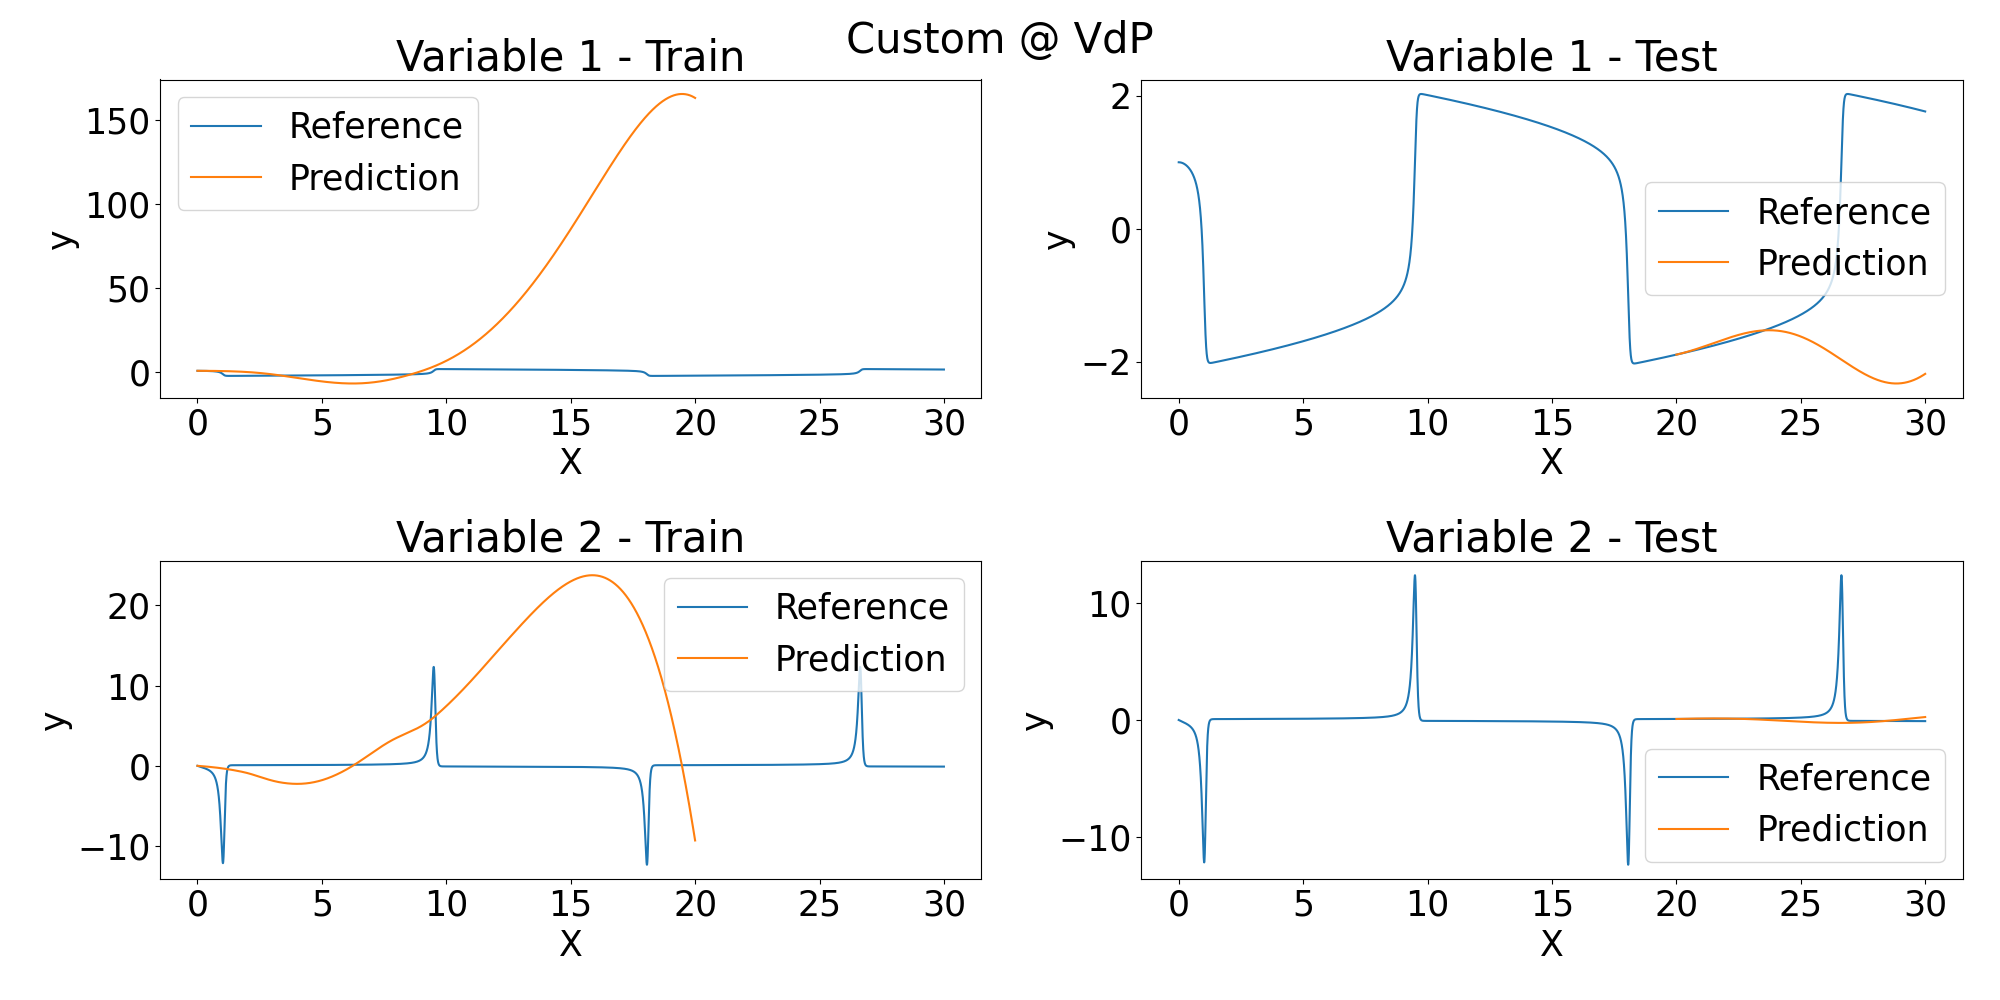 Custom @ VdP
Variable 1 - Train
150
100
50
0
y
Reference
Prediction
0 5 10 15 20 25 30
X
Variable 1 - Test
2
0
−2
y
Reference
Prediction
0 5 10 15 20 25 30
X
Variable 2 - Train
20
10
0
−10
y
Reference
Prediction
0 5 10 15 20 25 30
X
Variable 2 - Test
10
0
−10
y
Reference
Prediction
0 5 10 15 20 25 30
X